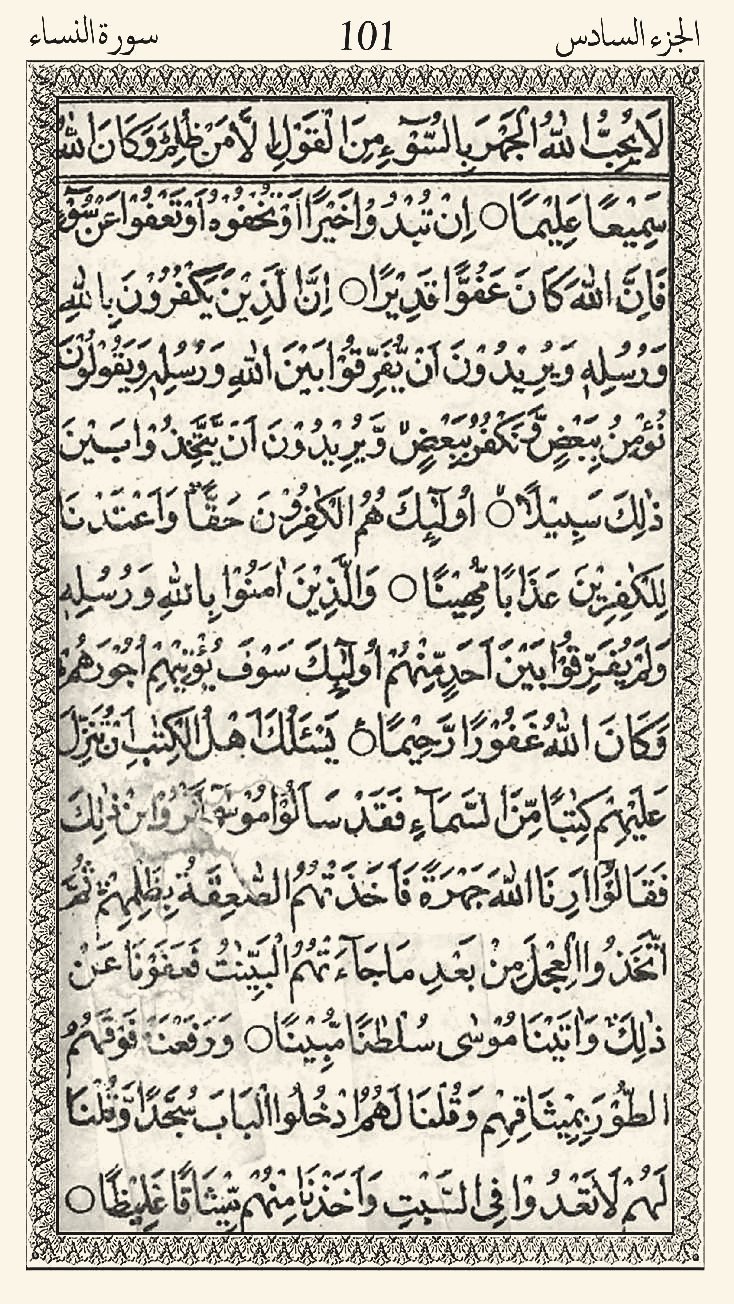 الجزء السادس 101 سورة النساء
لَا يُحِبُّ اللّٰهُ الْجَهْرَ بِالسُّوْٓءِ مِنَ الْقَوْلِ اِلَّا مَنْ ظُلِمَ ؕ وَ كَانَ اللّٰهُ
سَمِيْعًا عَلِيْمًا ○ اِنْ تُبْدُوْا خَيْرًا اَوْ تُخْفُوْهُ اَوْ تَعْفُوْا عَنْ سُوْٓءٍ
فَاِنَّ اللّٰهَ كَانَ عَفُوًّا قَدِيْرًا ○ اِنَّ الَّذِيْنَ يَكْفُرُوْنَ بِاللّٰهِ
وَ رُسُلِهٖ وَ يُرِيْدُوْنَ اَنْ يُّفَرِّقُوْا بَيْنَ اللّٰهِ وَ رُسُلِهٖ وَ يَقُوْلُوْنَ
نُؤْمِنُ بِبَعْضٍ وَّ نَكْفُرُ بِبَعْضٍ ۙ وَّ يُرِيْدُوْنَ اَنْ يَّتَّخِذُوْا بَيْنَ
ذٰلِكَ سَبِيْلًا ۙ○ اُولٰٓئِكَ هُمُ الْكٰفِرُوْنَ حَقًّا ۚ وَ اَعْتَدْنَا
لِلْكٰفِرِيْنَ عَذَابًا مُّهِيْنًا ○ وَ الَّذِيْنَ اٰمَنُوْا بِاللّٰهِ وَ رُسُلِهٖ
وَ لَمْ يُفَرِّقُوْا بَيْنَ اَحَدٍ مِّنْهُمْ اُولٰٓئِكَ سَوْفَ يُؤْتِيْهِمْ اُجُوْرَهُمْ ؕ
وَ كَانَ اللّٰهُ غَفُوْرًا رَّحِيْمًا ○ۧ يَسْـَٔلُكَ اَهْلُ الْكِتٰبِ اَنْ تُنَزِّلَ
عَلَيْهِمْ كِتٰبًا مِّنَ السَّمَآءِ فَقَدْ سَاَلُوْا مُوْسٰۤى اَكْبَرَ مِنْ ذٰلِكَ
فَقَالُوْۤا اَرِنَا اللّٰهَ جَهْرَةً فَاَخَذَتْهُمُ الصّٰعِقَةُ بِظُلْمِهِمْ ۚ ثُمَّ
اتَّخَذُوا الْعِجْلَ مِنْۢ بَعْدِ مَا جَآءَتْهُمُ الْبَيِّنٰتُ فَعَفَوْنَا عَنْ
ذٰلِكَ ۚ وَ اٰتَيْنَا مُوْسٰى سُلْطٰنًا مُّبِيْنًا ○ وَ رَفَعْنَا فَوْقَهُمُ
الطُّوْرَ بِمِيْثَاقِهِمْ وَ قُلْنَا لَهُمُ ادْخُلُوا الْبَابَ سُجَّدًا وَّ قُلْنَا
لَهُمْ لَا تَعْدُوْا فِى السَّبْتِ وَ اَخَذْنَا مِنْهُمْ مِّيْثَاقًا غَلِيْظًا ○